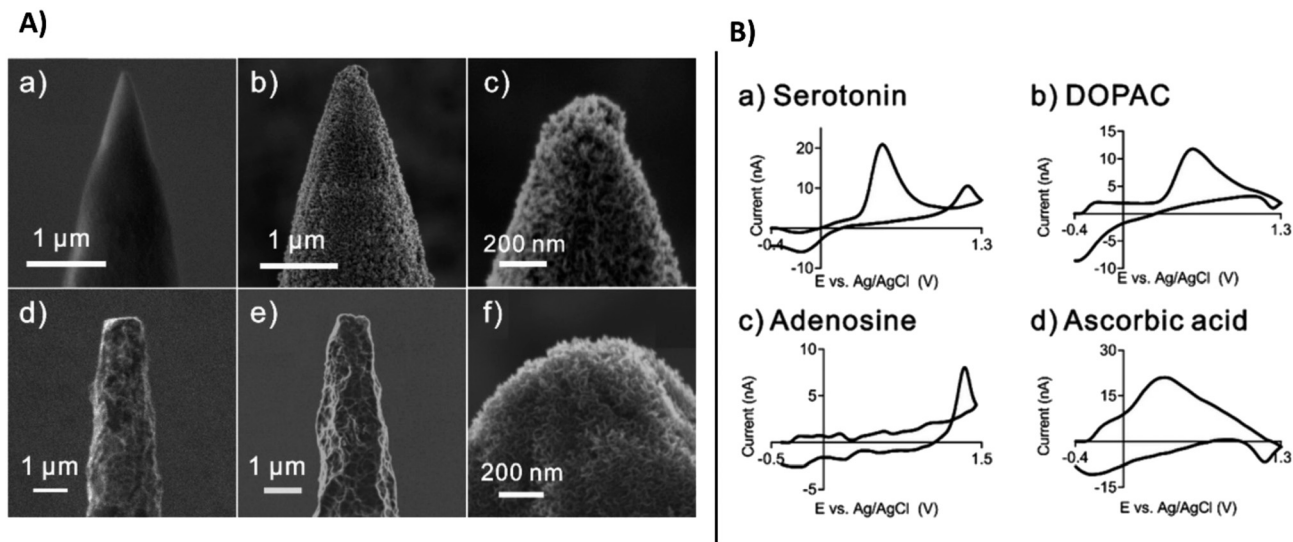 A)
a)
1 µm
b)
1 µm
c)
200 nm
d)
1 µm
e)
1 µm
f)
200 nm
B)
a) Serotonin
Current (nA)
20
10
-10
-0.4
1.3
E vs. Ag/AgCl (V)
b) DOPAC
Current (nA)
15
10
5
-5
-10
-0.4
1.3
E vs. Ag/AgCl (V)
c) Adenosine
Current (nA)
10
5
-5
-0.5
1.5
E vs. Ag/AgCl (V)
d) Ascorbic acid
Current (nA)
30
15
-15
-0.4
1.3
E vs. Ag/AgCl (V)